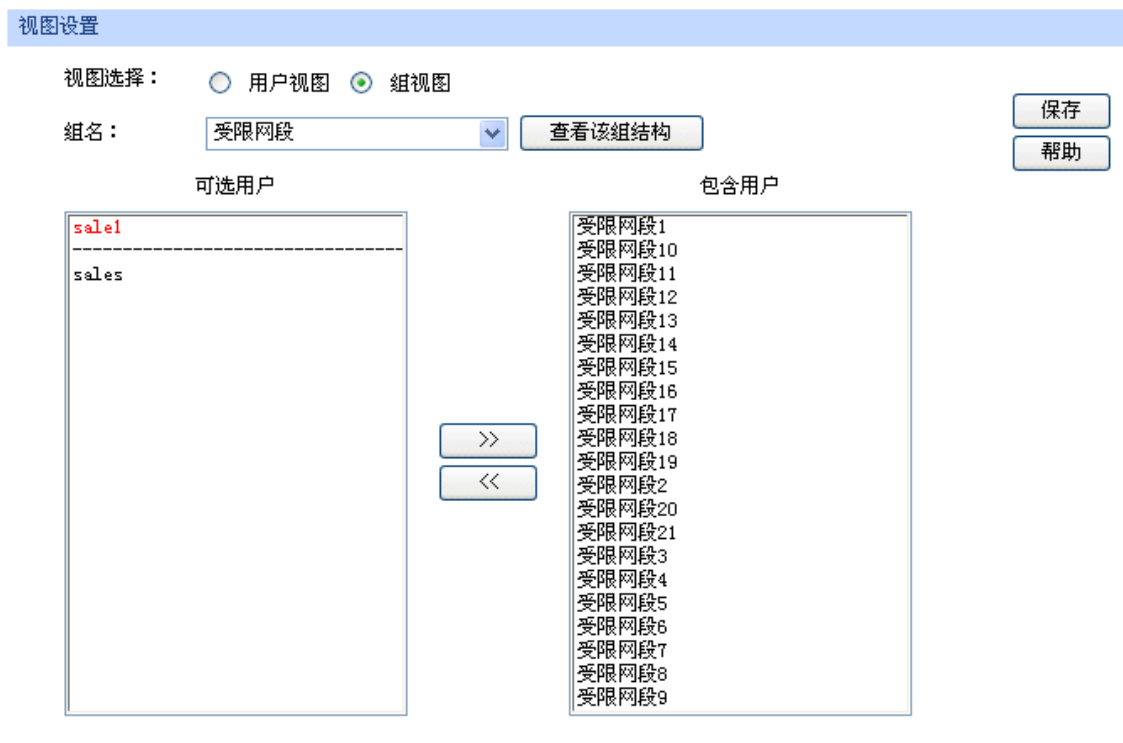 视图设置
视图选择： 用户视图 组视图
组名： 受限网段 查看该组结构
保存
帮助
可选用户 包含用户
sale1
--------------------------------
sales
>>
<<
受限网段1
受限网段10
受限网段11
受限网段12
受限网段13
受限网段14
受限网段15
受限网段16
受限网段17
受限网段18
受限网段19
受限网段2
受限网段20
受限网段21
受限网段3
受限网段4
受限网段5
受限网段6
受限网段7
受限网段8
受限网段9